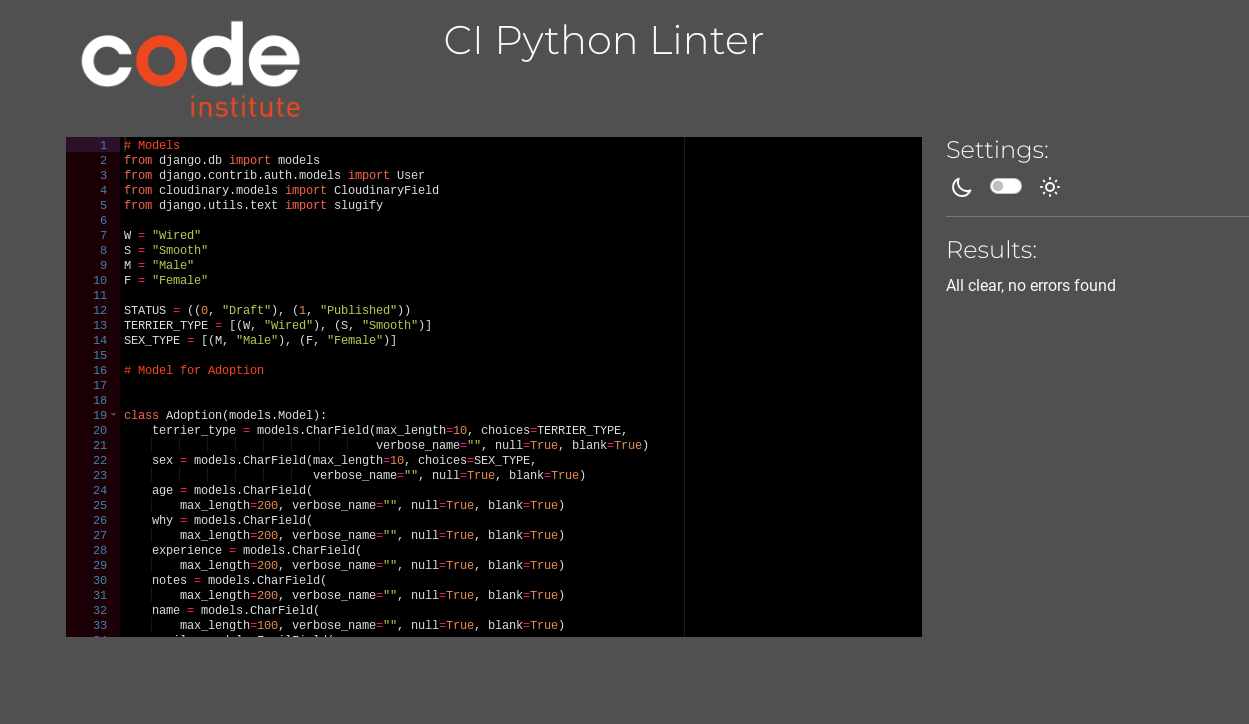 code
institute
CI Python Linter
1 # Models
2 from django.db import models
3 from django.contrib.auth.models import User
4 from cloudinary.models import CloudinaryField
5 from django.utils.text import slugify
6
7 W = "Wired"
8 S = "Smooth"
9 M = "Male"
10 F = "Female"
11
12 STATUS = ((0, "Draft"), (1, "Published"))
13 TERRIER_TYPE = [(W, "Wired"), (S, "Smooth")]
14 SEX_TYPE = [(M, "Male"), (F, "Female")]
15
16 # Model for Adoption
17
18
19 class Adoption(models.Model):
20     terrier_type = models.CharField(max_length=10, choices=TERRIER_TYPE,
21                                     verbose_name="", null=True, blank=True)
22     sex = models.CharField(max_length=10, choices=SEX_TYPE,
23                            verbose_name="", null=True, blank=True)
24     age = models.CharField(
25         max_length=200, verbose_name="", null=True, blank=True)
26     why = models.CharField(
27         max_length=200, verbose_name="", null=True, blank=True)
28     experience = models.CharField(
29         max_length=200, verbose_name="", null=True, blank=True)
30     notes = models.CharField(
31         max_length=200, verbose_name="", null=True, blank=True)
32     name = models.CharField(
33         max_length=100, verbose_name="", null=True, blank=True)
Settings:
Results:
All clear, no errors found